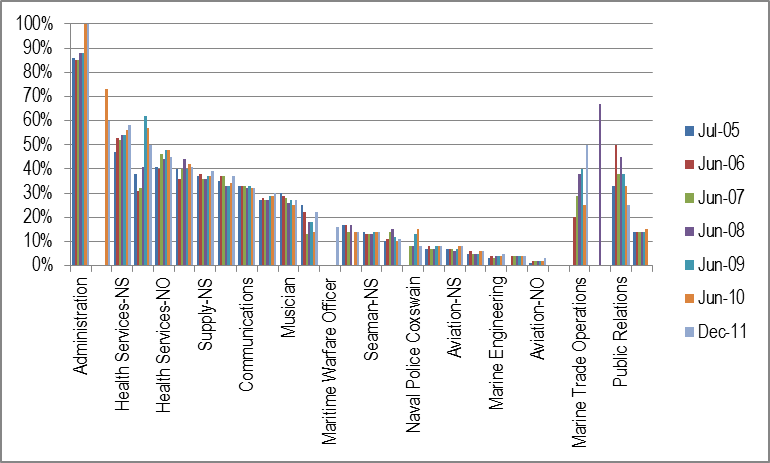 100%
90%
80%
70%
60%
50%
40%
30%
20%
10%
0%
Administration
Health Services-NS
Health Services-NO
Supply-NS
Communications
Musician
Maritime Warfare Officer
Seaman-NS
Naval Police Coxswain
Aviation-NS
Marine Engineering
Aviation-NO
Marine Trade Operations
Public Relations
Jul-05
Jun-06
Jun-07
Jun-08
Jun-09
Jun-10
Dec-11